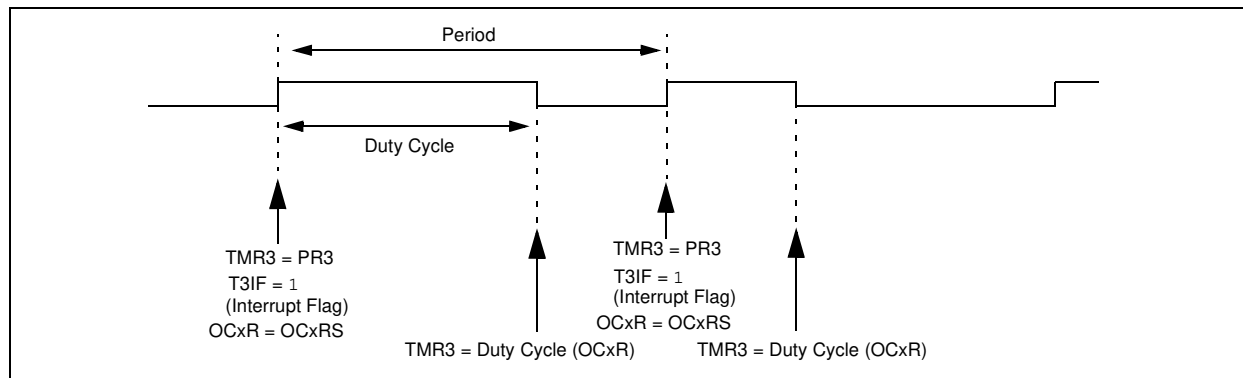 Period
Duty Cycle
TMR3 = PR3
T3IF = 1
(Interrupt Flag)
OCxR = OCxRS
TMR3 = Duty Cycle (OCxR)
TMR3 = PR3
T3IF = 1
(Interrupt Flag)
OCxR = OCxRS
TMR3 = Duty Cycle (OCxR)